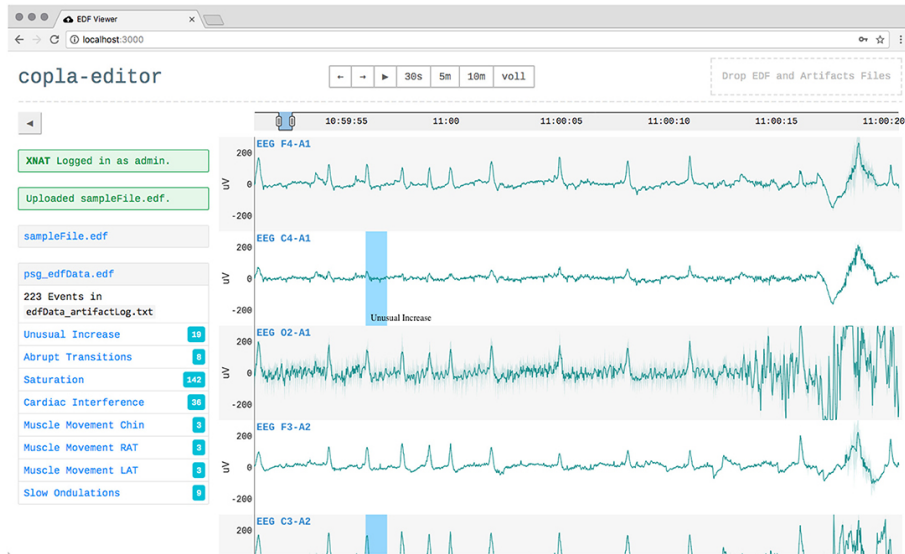 EDF Viewer
localhost:3000
copla-editor
← → ▶ 30s 5m 10m voll
Drop EDF and Artifacts Files
10:59:55 11:00 11:00:05 11:00:10 11:00:15 11:00:20
XNAT Logged in as admin.
Uploaded sampleFile.edf.
sampleFile.edf
psg_edfData.edf
223 Events in
edfData_artifactLog.txt
Unusual Increase 19
Abrupt Transitions 8
Saturation 142
Cardiac Interference 36
Muscle Movement Chin 3
Muscle Movement RAT 3
Muscle Movement LAT 3
Slow Ondulations 9
EEG F4-A1
200
uV 0
-200
EEG C4-A1
200
uV 0
-200
Unusual Increase
EEG O2-A1
200
uV 0
-200
EEG F3-A2
200
uV 0
-200
EEG C3-A2
200
0